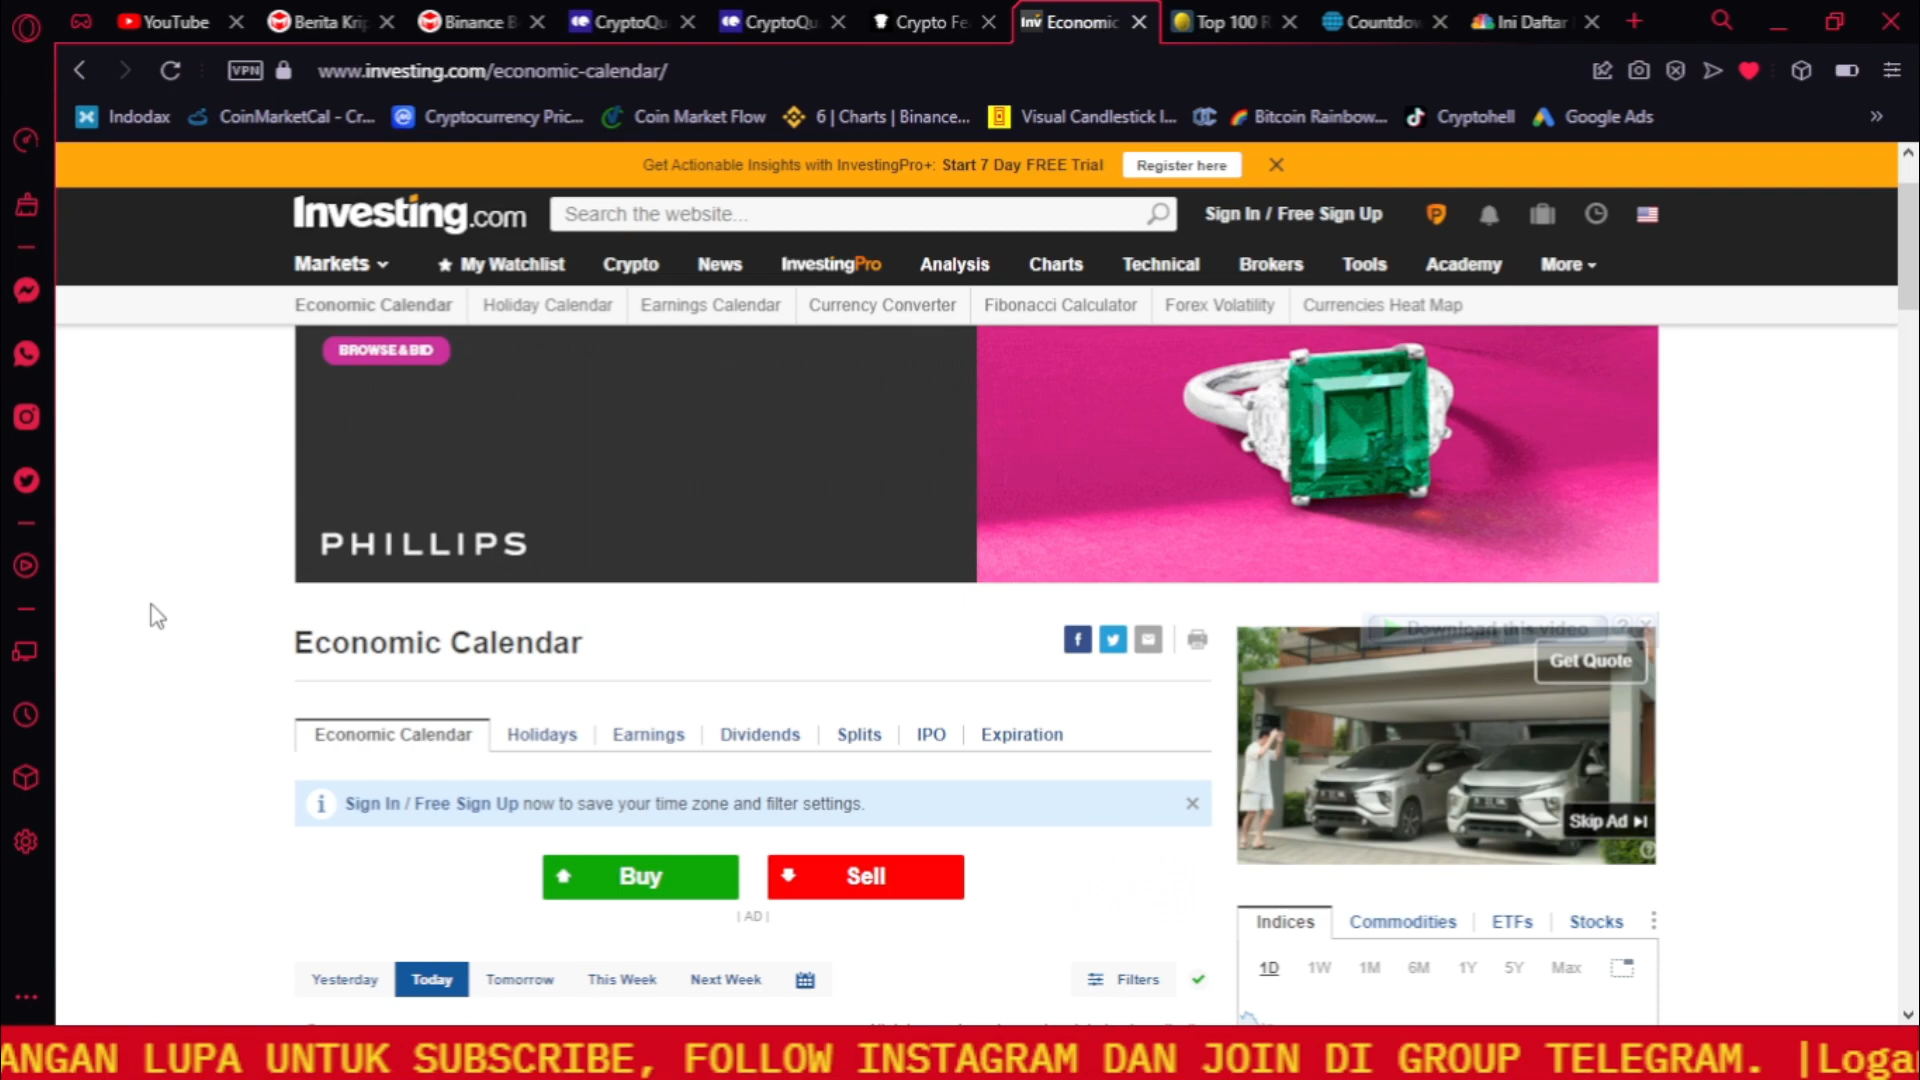 YouTube
Berita Krip
Binance B
CryptoQu
CryptoQu
Crypto Fe
Inv Economic
Top 100 R
Countdow
Ini Daftar
VPN
www.investing.com/economic-calendar/
Indodax
CoinMarketCal - Cr...
Cryptocurrency Pric...
Coin Market Flow
6 | Charts | Binance...
Visual Candlestick I...
Bitcoin Rainbow...
Cryptohell
Google Ads
Get Actionable Insights with InvestingPro+: Start 7 Day FREE Trial
Register here
Investing.com
Search the website...
Sign In / Free Sign Up
Markets
My Watchlist
Crypto
News
InvestingPro
Analysis
Charts
Technical
Brokers
Tools
Academy
More
Economic Calendar
Holiday Calendar
Earnings Calendar
Currency Converter
Fibonacci Calculator
Forex Volatility
Currencies Heat Map
BROWSE & BID
PHILLIPS
Economic Calendar
Download this video
Get Quote
Economic Calendar
Holidays
Earnings
Dividends
Splits
IPO
Expiration
Sign In / Free Sign Up now to save your time zone and filter settings.
Skip Ad
Buy
Sell
| AD |
Indices
Commodities
ETFs
Stocks
Yesterday
Today
Tomorrow
This Week
Next Week
Filters
1D
1W
1M
6M
1Y
5Y
Max
ANGAN LUPA UNTUK SUBSCRIBE, FOLLOW INSTAGRAM DAN JOIN DI GROUP TELEGRAM. |Loga